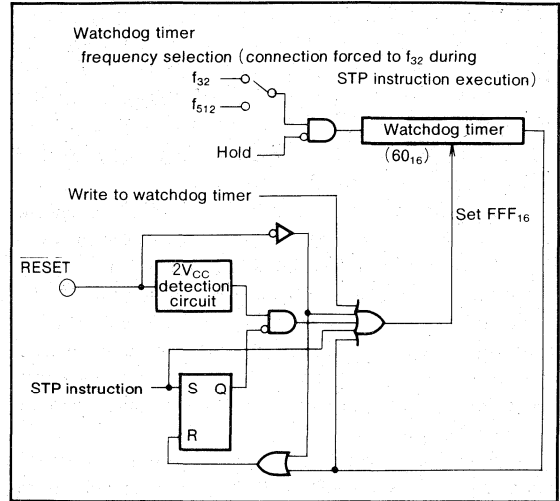 Watchdog timer
frequency selection (connection forced to f32 during
STP instruction execution)
f32
f512
Hold
Watchdog timer
(6016)
Write to watchdog timer
Set FFF16
RESET
2VCC
detection
circuit
STP instruction
S Q
R